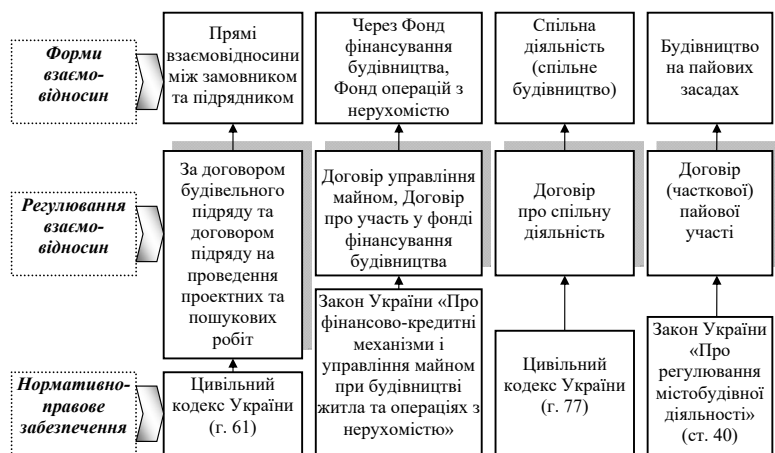 Форми
взаємо-
відносин
Прямі
взаємовідносини
між замовником
та підрядником
Через Фонд
фінансування
будівництва,
Фонд операцій з
нерухомістю
Спільна
діяльність
(спільне
будівництво)
Будівництво
на пайових
засадах
Регулювання
взаємо-
відносин
За договором
будівельного
підряду та
договором
підряду на
проведення
проектних та
пошукових
робіт
Договір управління
майном, Договір
про участь у фонді
фінансування
будівництва
Договір
про спільну
діяльність
Договір
(часткової)
пайової
участі
Нормативно-
правове
забезпечення
Цивільний
кодекс України
(г. 61)
Закон України «Про
фінансово-кредитні
механізми і
управління майном
при будівництві
житла та операціях з
нерухомістю»
Цивільний
кодекс України
(г. 77)
Закон України
«Про
регулювання
містобудівної
діяльності»
(ст. 40)